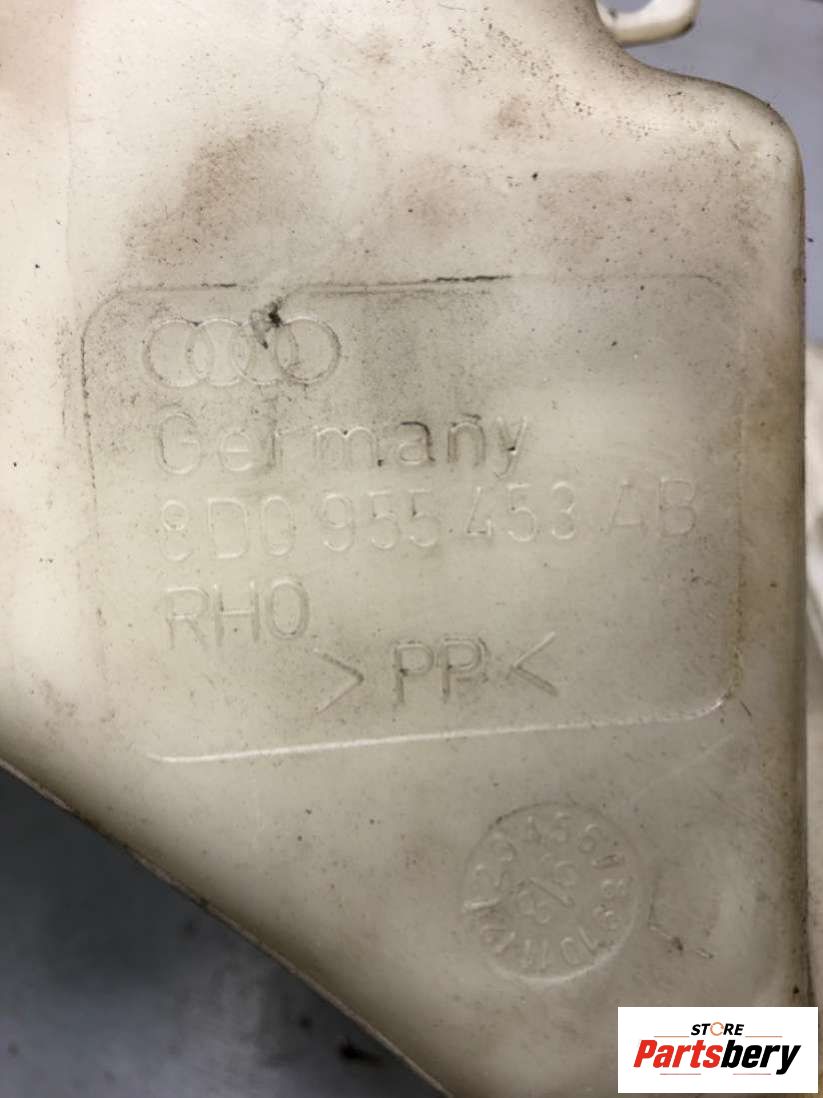 Germany
8D0 955 453 AB
RHO
>PP<
STORE
Partsbery